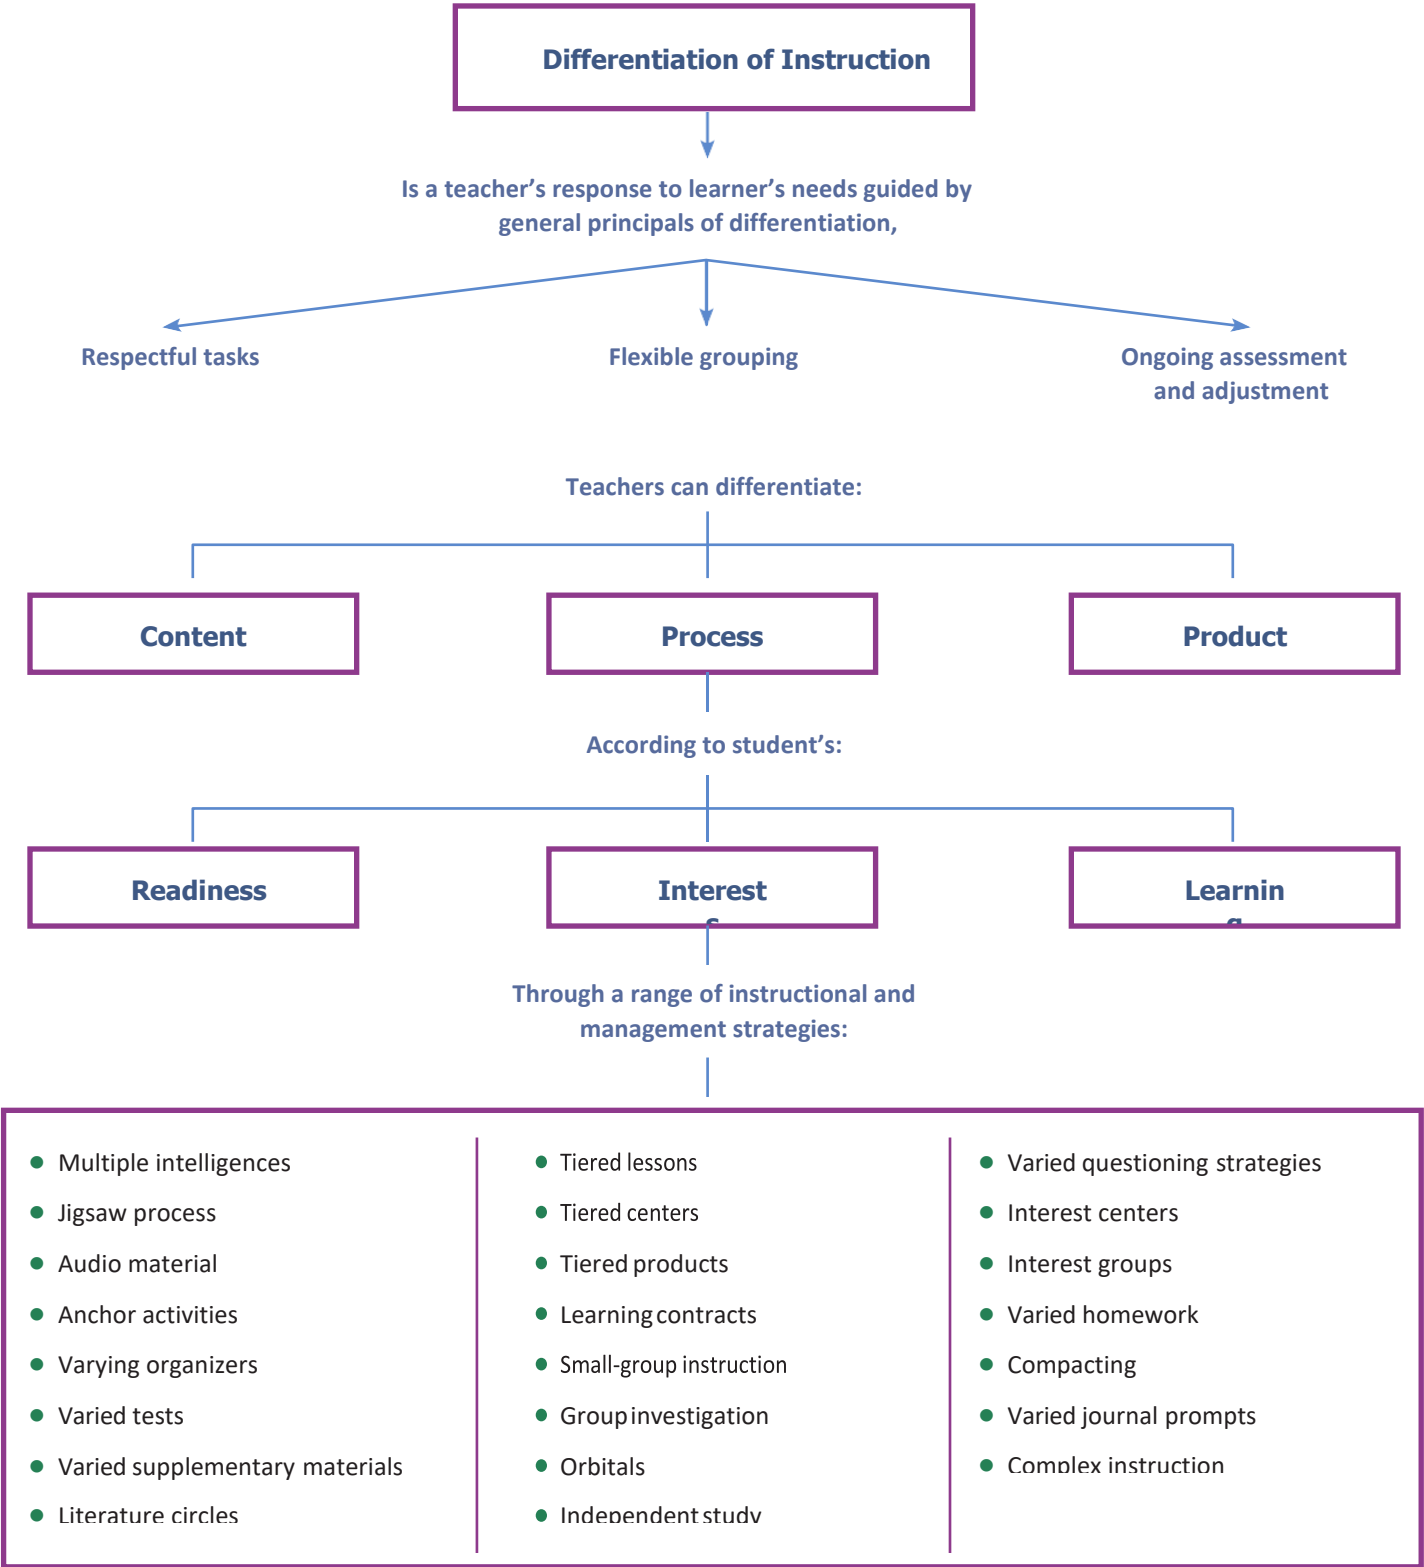 Differentiation of Instruction
Is a teacher’s response to learner’s needs guided by
general principals of differentiation,
Respectful tasks
Flexible grouping
Ongoing assessment
and adjustment
Teachers can differentiate:
Content
Process
Product
According to student’s:
Readiness
Interest
s
Learnin
g
Through a range of instructional and
management strategies:
Multiple intelligences
Jigsaw process
Audio material
Anchor activities
Varying organizers
Varied tests
Varied supplementary materials
Literature circles
Tiered lessons
Tiered centers
Tiered products
Learning contracts
Small-group instruction
Group investigation
Orbitals
Independent study
Varied questioning strategies
Interest centers
Interest groups
Varied homework
Compacting
Varied journal prompts
Complex instruction